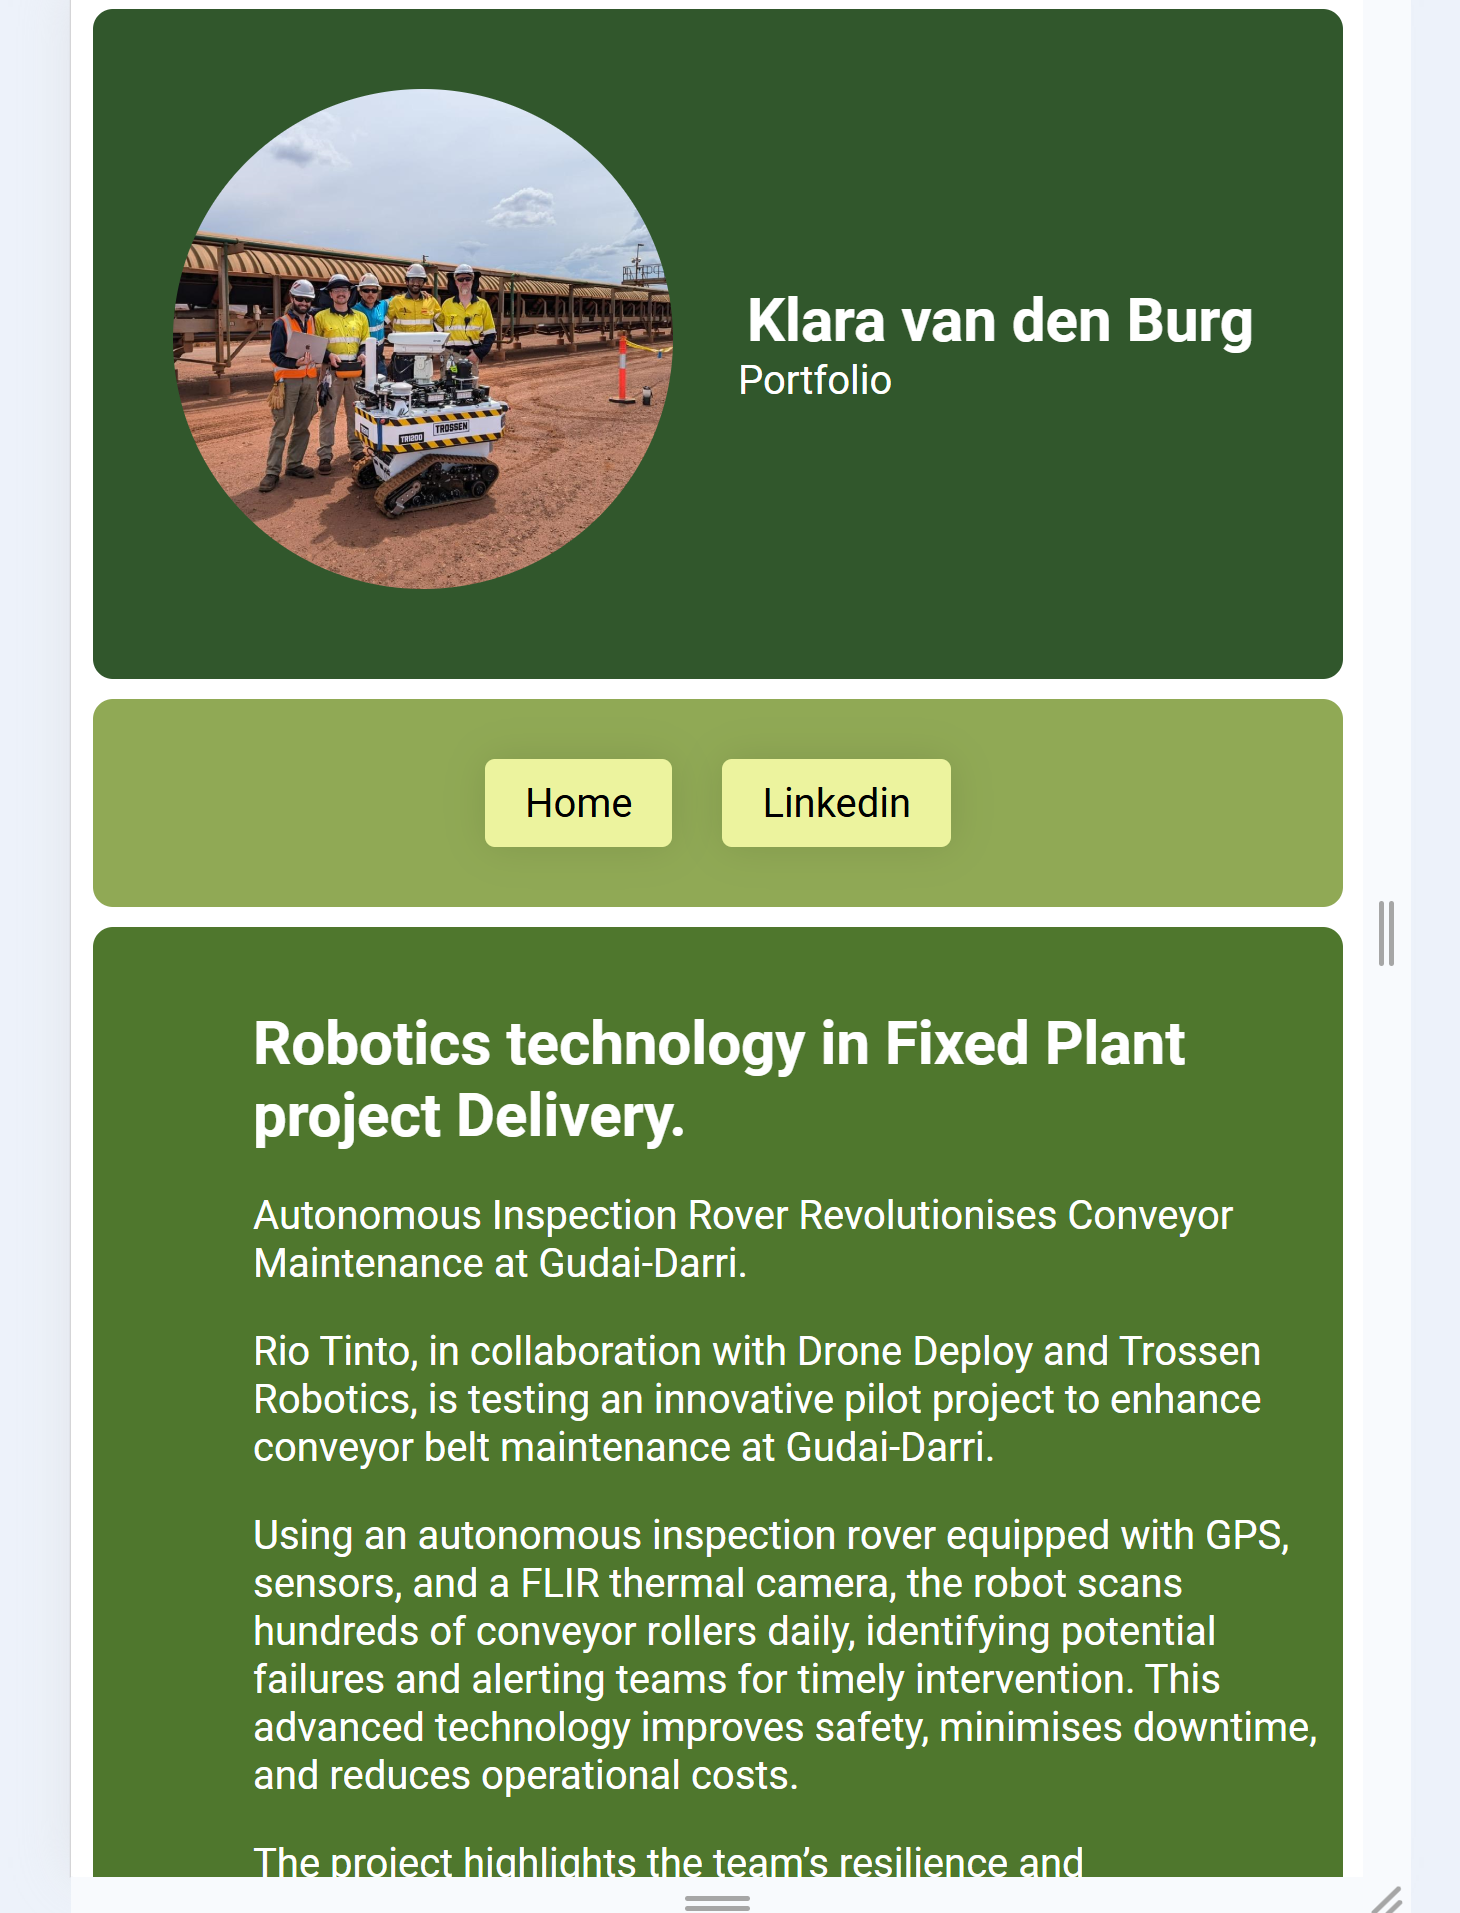 TR1200
TROSSEN
Klara van den Burg
Portfolio
Home
Linkedin
Robotics technology in Fixed Plant
project Delivery.
Autonomous Inspection Rover Revolutionises Conveyor
Maintenance at Gudai-Darri.
Rio Tinto, in collaboration with Drone Deploy and Trossen
Robotics, is testing an innovative pilot project to enhance
conveyor belt maintenance at Gudai-Darri.
Using an autonomous inspection rover equipped with GPS,
sensors, and a FLIR thermal camera, the robot scans
hundreds of conveyor rollers daily, identifying potential
failures and alerting teams for timely intervention. This
advanced technology improves safety, minimises downtime,
and reduces operational costs.
The project highlights the team’s resilience and